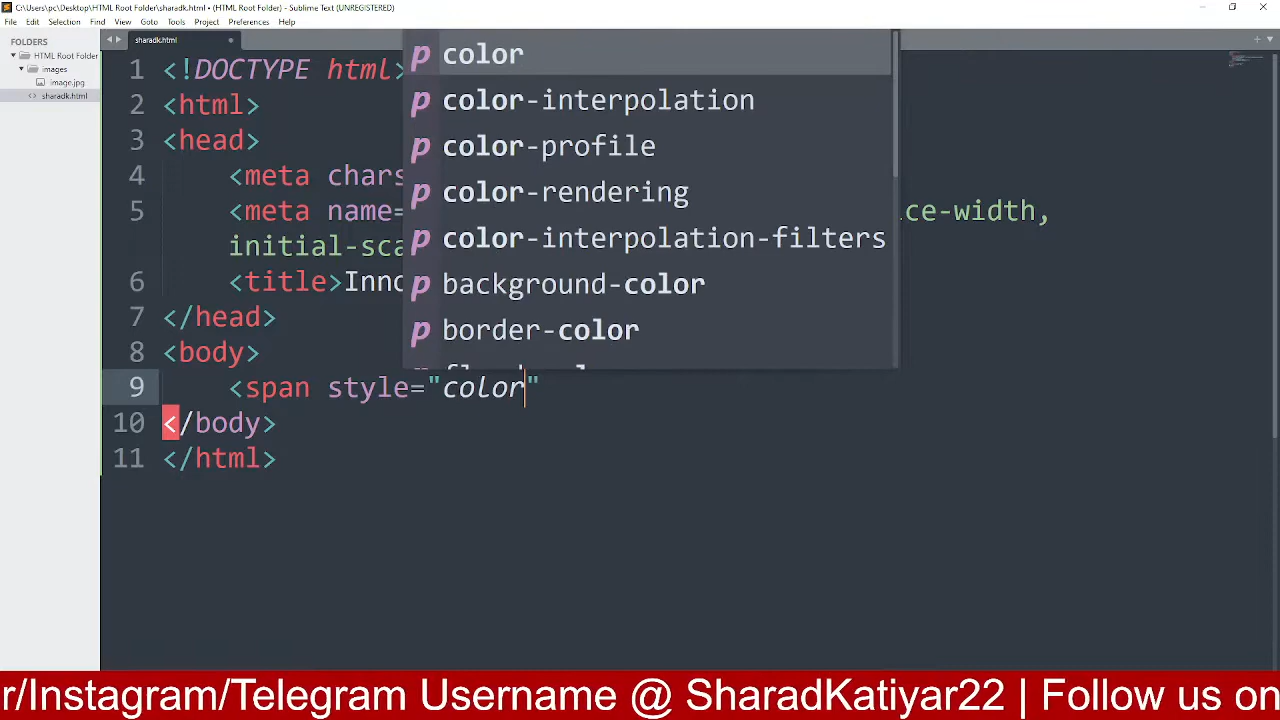 C:\Users\pc\Desktop\HTML Root Folder\sharadk.html • (HTML Root Folder) - Sublime Text (UNREGISTERED)
File Edit Selection Find View Goto Tools Project Preferences Help
FOLDERS
HTML Root Folder
images
image.jpg
sharadk.html
sharadk.html
1 <!DOCTYPE html>
2 <html>
3 <head>
4 <meta chars
5 <meta name= ce-width,
initial-sca
6 <title>Inno
7 </head>
8 <body>
9 <span style="color"
10 </body>
11 </html>
p color
p color-interpolation
p color-profile
p color-rendering
p color-interpolation-filters
p background-color
p border-color
r/Instagram/Telegram Username @ SharadKatiyar22 | Follow us on